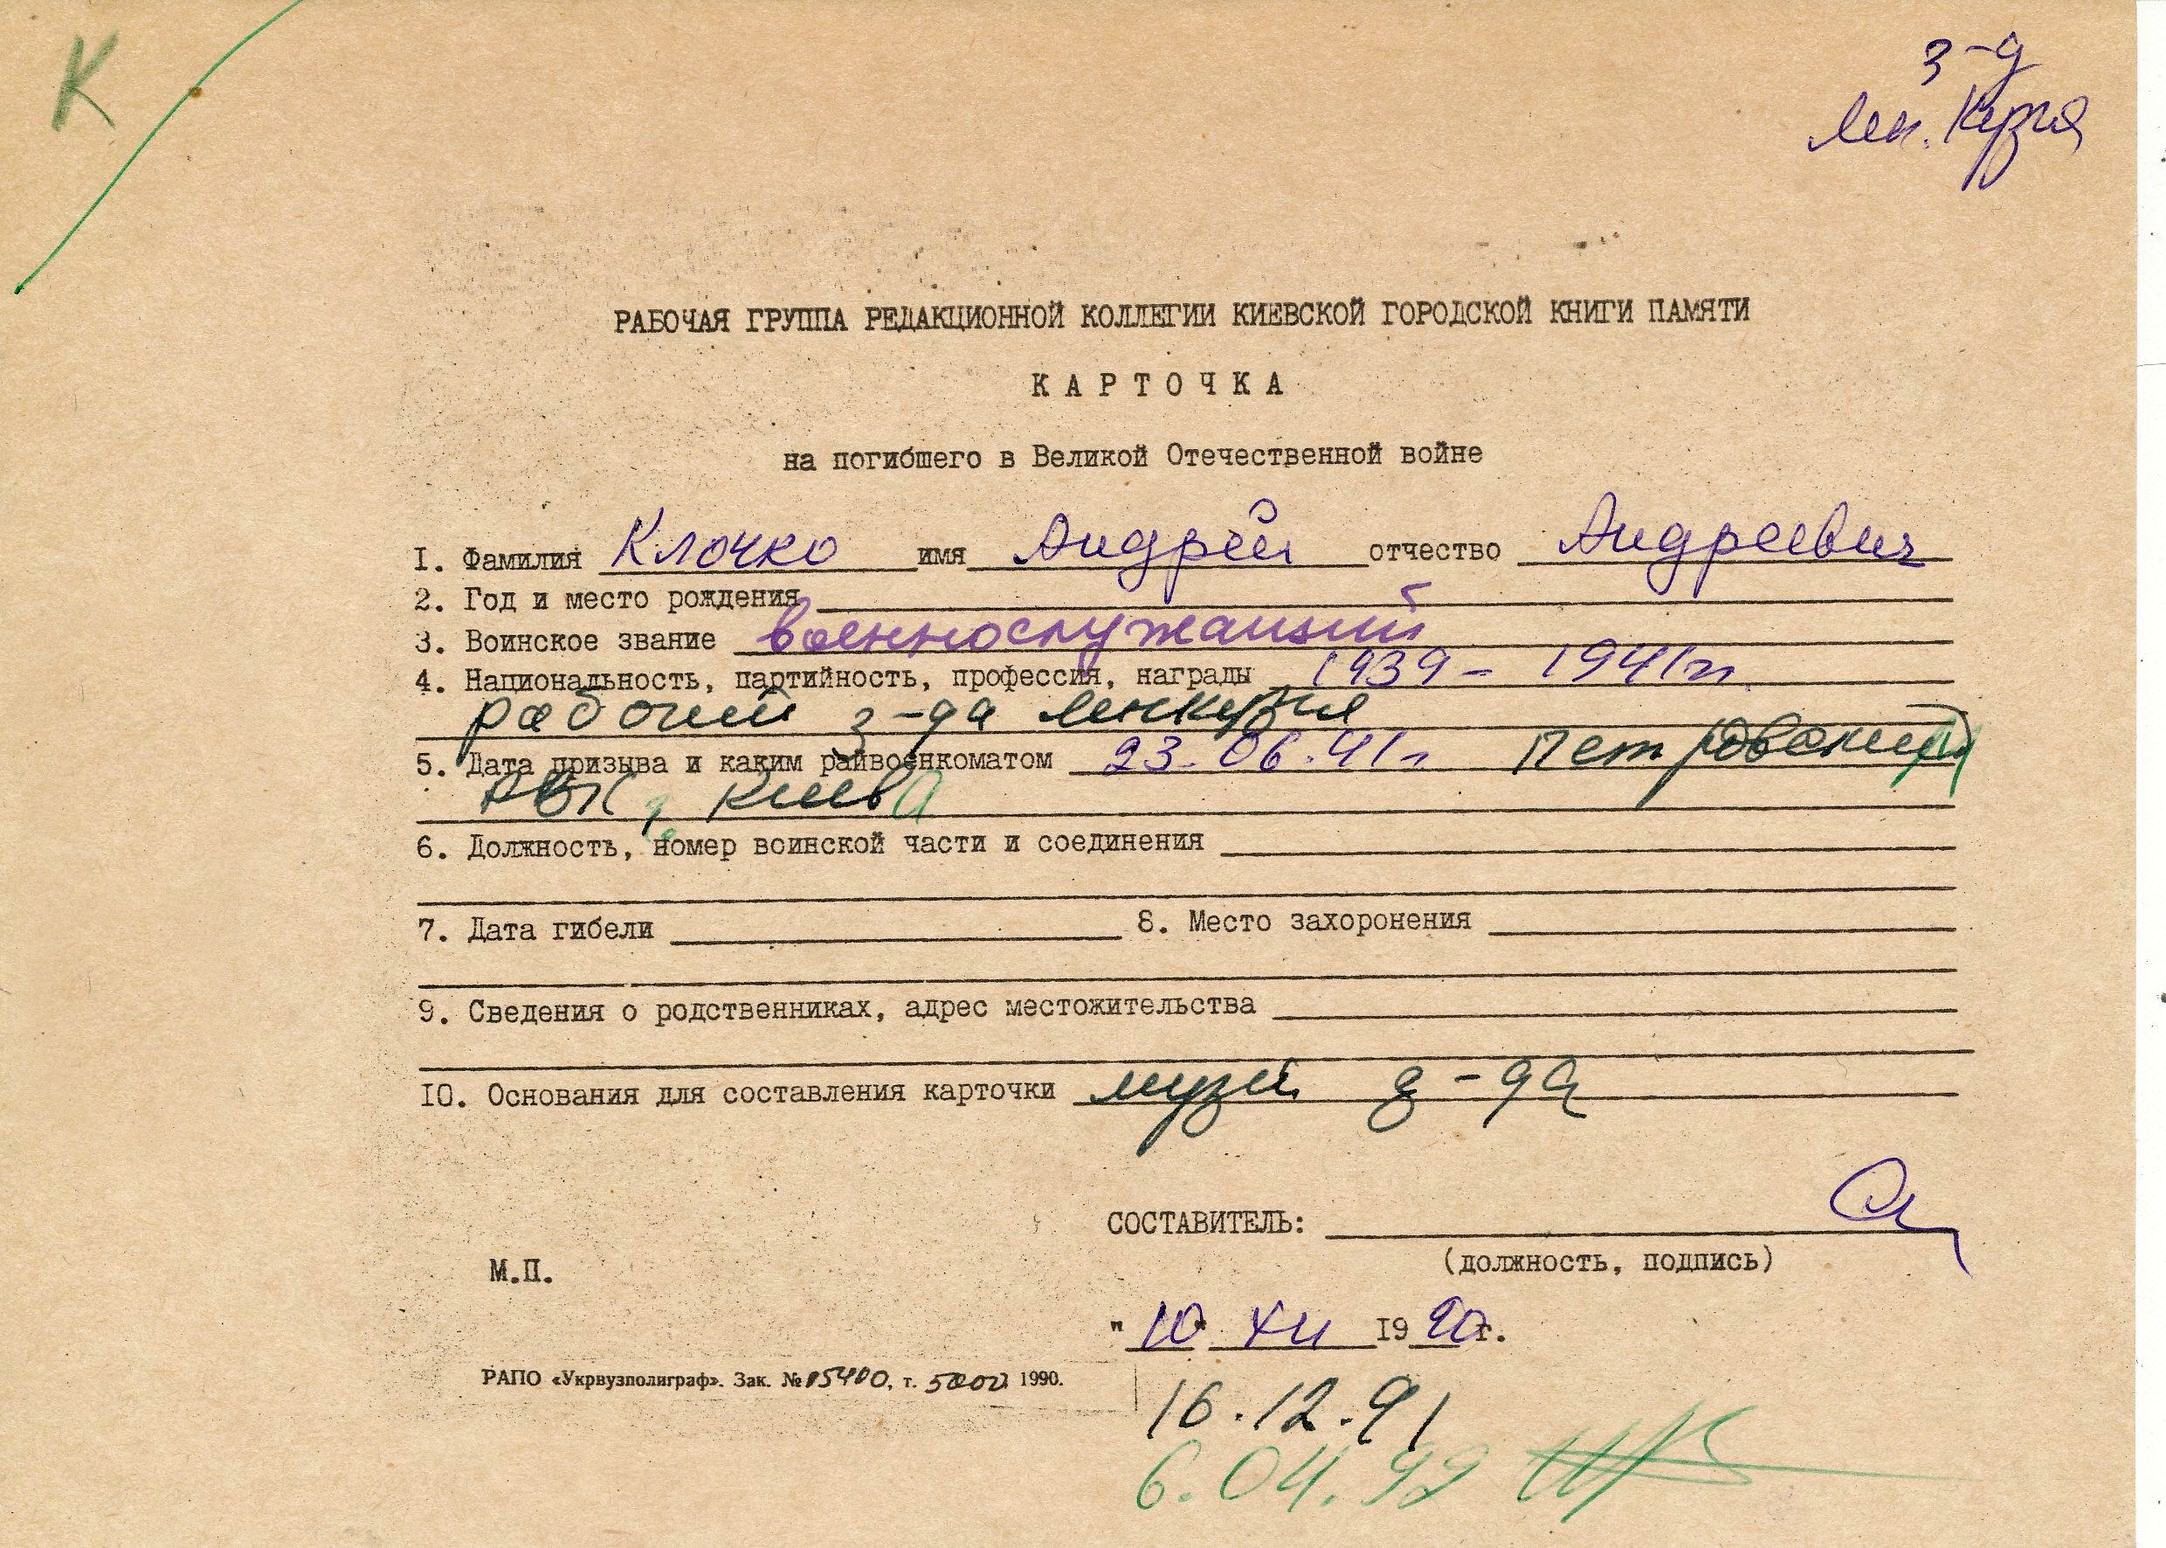 К
з-д
Лен. Кузня
РАБОЧАЯ ГРУППА РЕДАКЦИОННОЙ КОЛЛЕГИИ КИЕВСКОЙ ГОРОДСКОЙ КНИГИ ПАМЯТИ
КАРТОЧКА
на погибшего в Великой Отечественной войне
I. Фамилия Клочко имя Андрей отчество Андреевич
2. Год и место рождения
3. Воинское звание военнослужащий
4. Национальность, партийность, профессия, награды 1939 - 1941гг
рабочий з-да Ленкузня
5. Дата призыва и каким райвоенкоматом 23.06.41г Петровский
РВК г. Киева
6. Должность, номер воинской части и соединения
7. Дата гибели 8. Место захоронения
9. Сведения о родственниках, адрес местожительства
10. Основания для составления карточки музей з-да
СОСТАВИТЕЛЬ:
(должность, подпись)
М.П.
"10" XII 1990г.
РАПО «Укрвузполиграф». Зак. № 05400, т. 5000 1990.
16.12.91
6.04.92